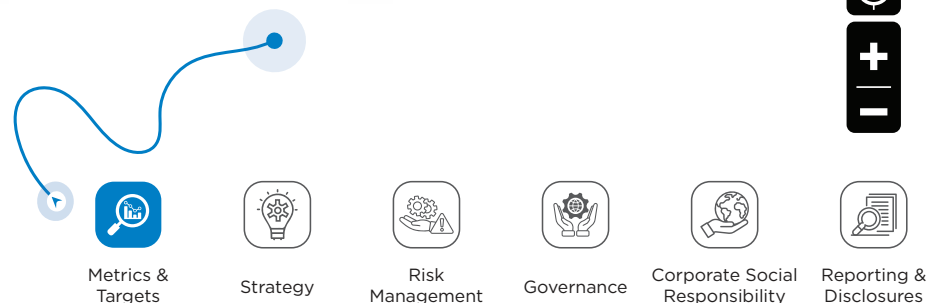 Metrics &
Targets
Strategy
Risk
Management
Governance
Corporate Social
Responsibility
Reporting &
Disclosures